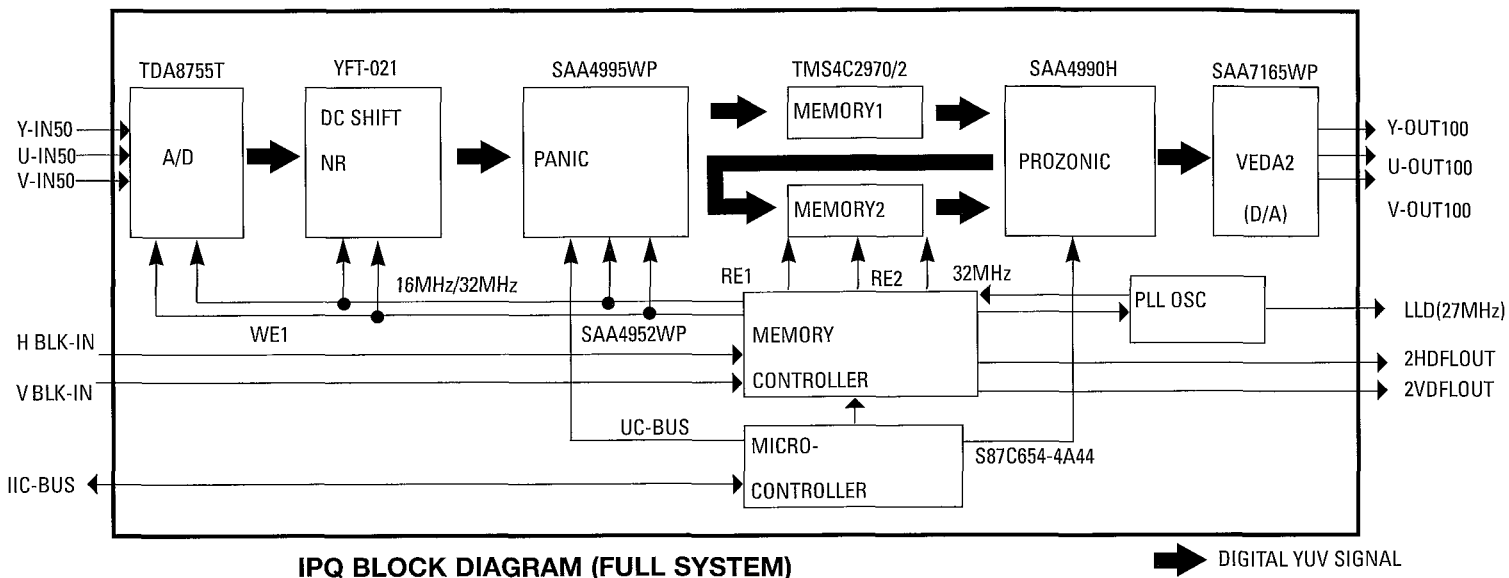 TDA8755T
YFT-021
SAA4995WP
TMS4C2970/2
SAA4990H
SAA7165WP
Y-IN50
U-IN50
V-IN50
A/D
DC SHIFT
NR
PANIC
MEMORY1
MEMORY2
PROZONIC
VEDA2
(D/A)
Y-OUT100
U-OUT100
V-OUT100
16MHz/32MHz
RE1
RE2
32MHz
PLL OSC
LLD(27MHz)
WE1
SAA4952WP
H BLK-IN
MEMORY
CONTROLLER
2HDFLOUT
V BLK-IN
2VDFLOUT
UC-BUS
MICRO-
CONTROLLER
S87C654-4A44
IIC-BUS
IPQ BLOCK DIAGRAM (FULL SYSTEM)
DIGITAL YUV SIGNAL